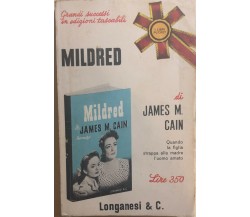 Grandi successi
in edizioni tascabili
MILDRED
di
JAMES M.
CAIN
Quando
la figlia
strappa alla madre
l'uomo amato
Mildred
JAMES M. CAIN
Lire 350
Longanesi & C.